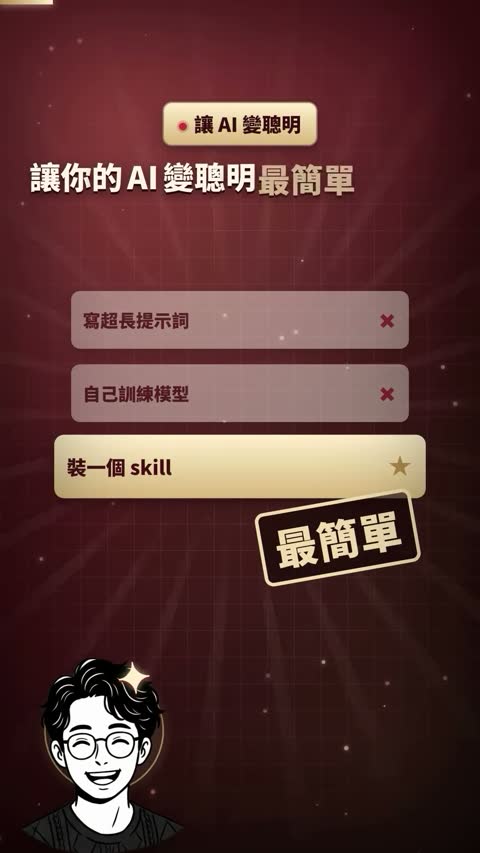 讓 AI 變聰明
讓你的 AI 變聰明最簡單
寫超長提示詞
自己訓練模型
裝一個 skill
最簡單